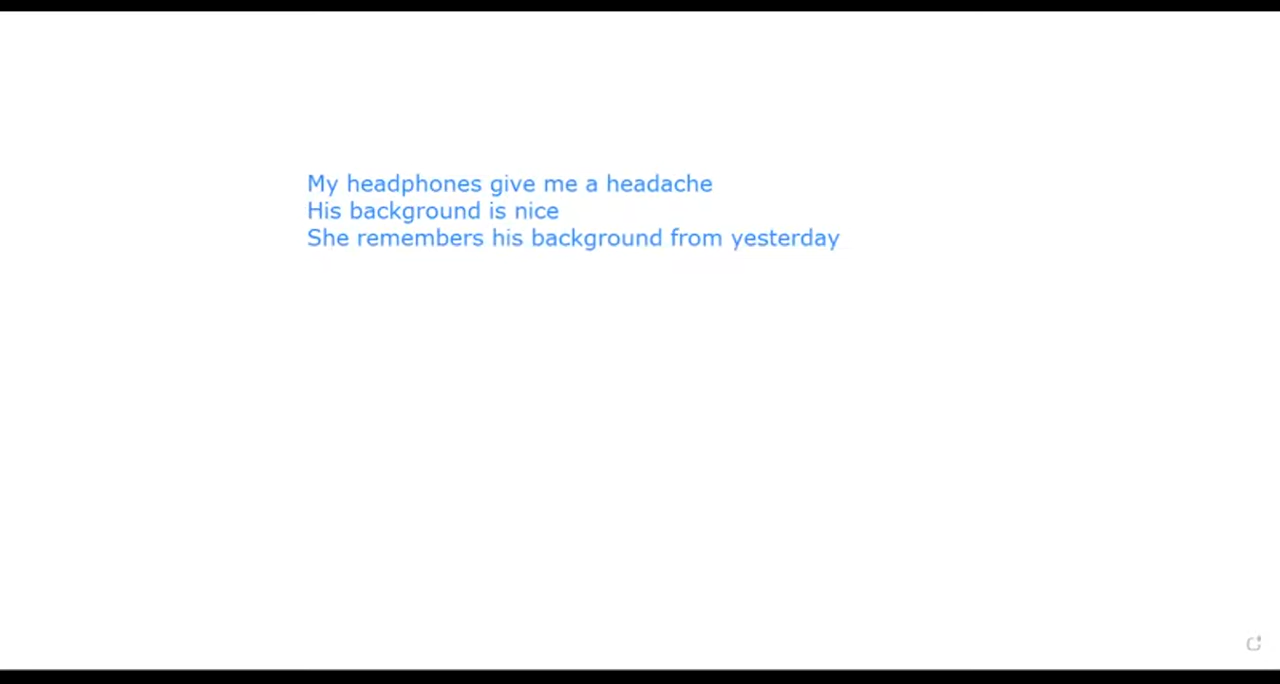 My headphones give me a headache
His background is nice
She remembers his background from yesterday